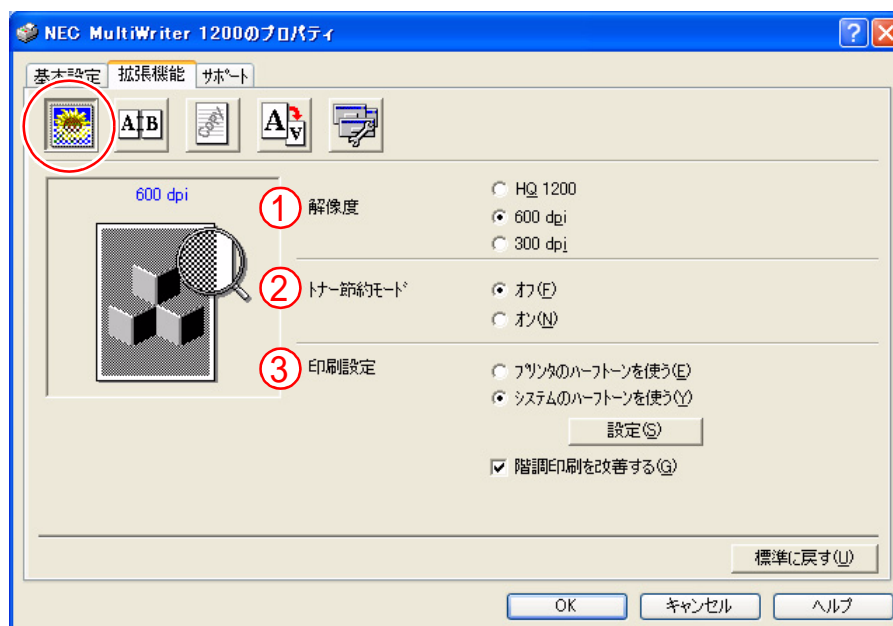 NEC MultiWriter 1200のプロパティ
基本設定 拡張機能 サポート
A B COPY A A
600 dpi
① 解像度
HQ 1200
600 dpi
300 dpi
② トナー節約モード
オフ(F)
オン(N)
③ 印刷設定
プリンタのハーフトーンを使う(E)
システムのハーフトーンを使う(Y)
設定(S)
階調印刷を改善する(G)
標準に戻す(U)
OK キャンセル ヘルプ